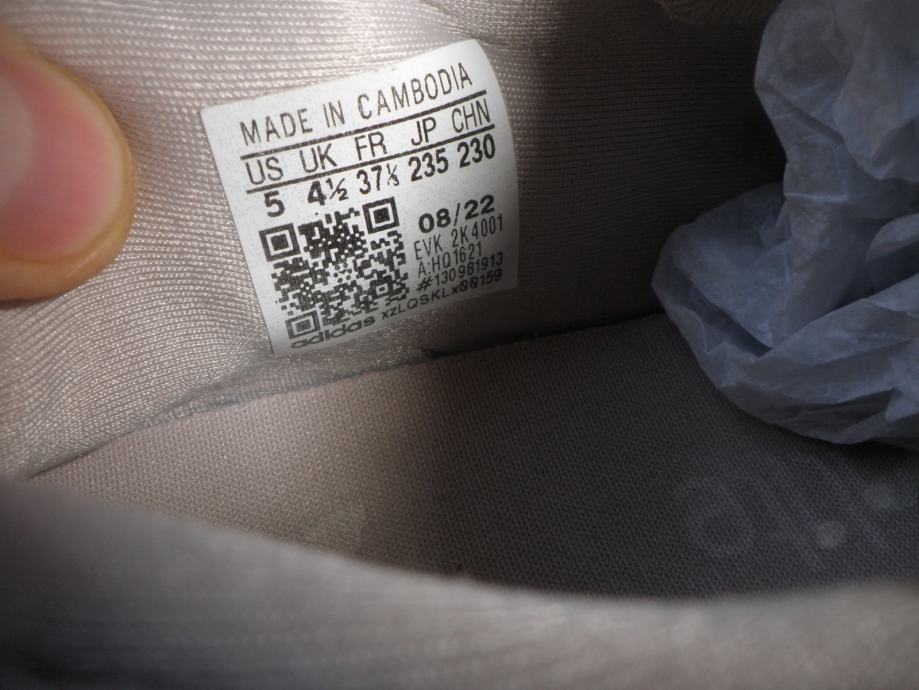 MADE IN CAMBODIA
US UK FR JP CHN
5 4½ 37⅓ 235 230
08/22
EVK 2K4001
A:HQ1621
#130981913
adidas xzLQSKLx00159